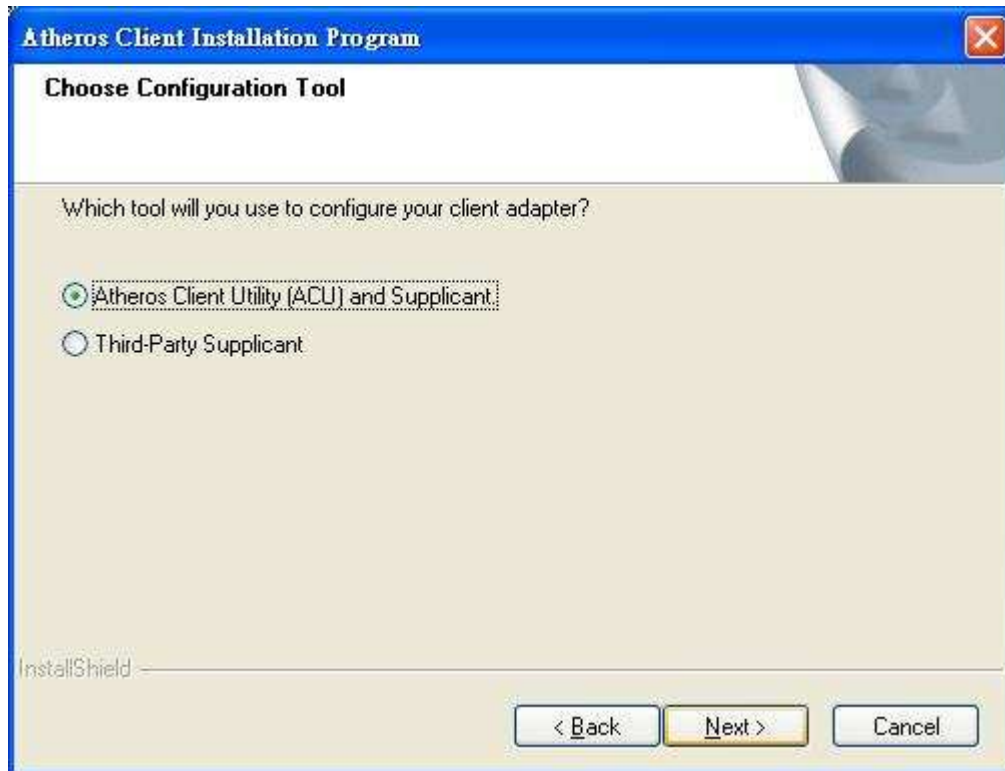 Atheros Client Installation Program
Choose Configuration Tool
Which tool will you use to configure your client adapter?
Atheros Client Utility (ACU) and Supplicant.
Third-Party Supplicant
InstallShield
< Back
Next >
Cancel